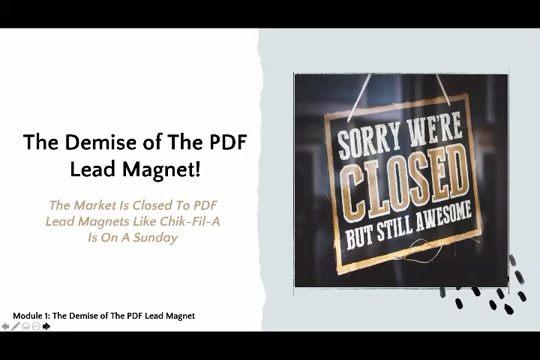 The Demise of The PDF
Lead Magnet!
The Market Is Closed To PDF
Lead Magnets Like Chik-Fil-A
Is On A Sunday
SORRY WE'RE
CLOSED
BUT STILL AWESOME
Module 1: The Demise of The PDF Lead Magnet